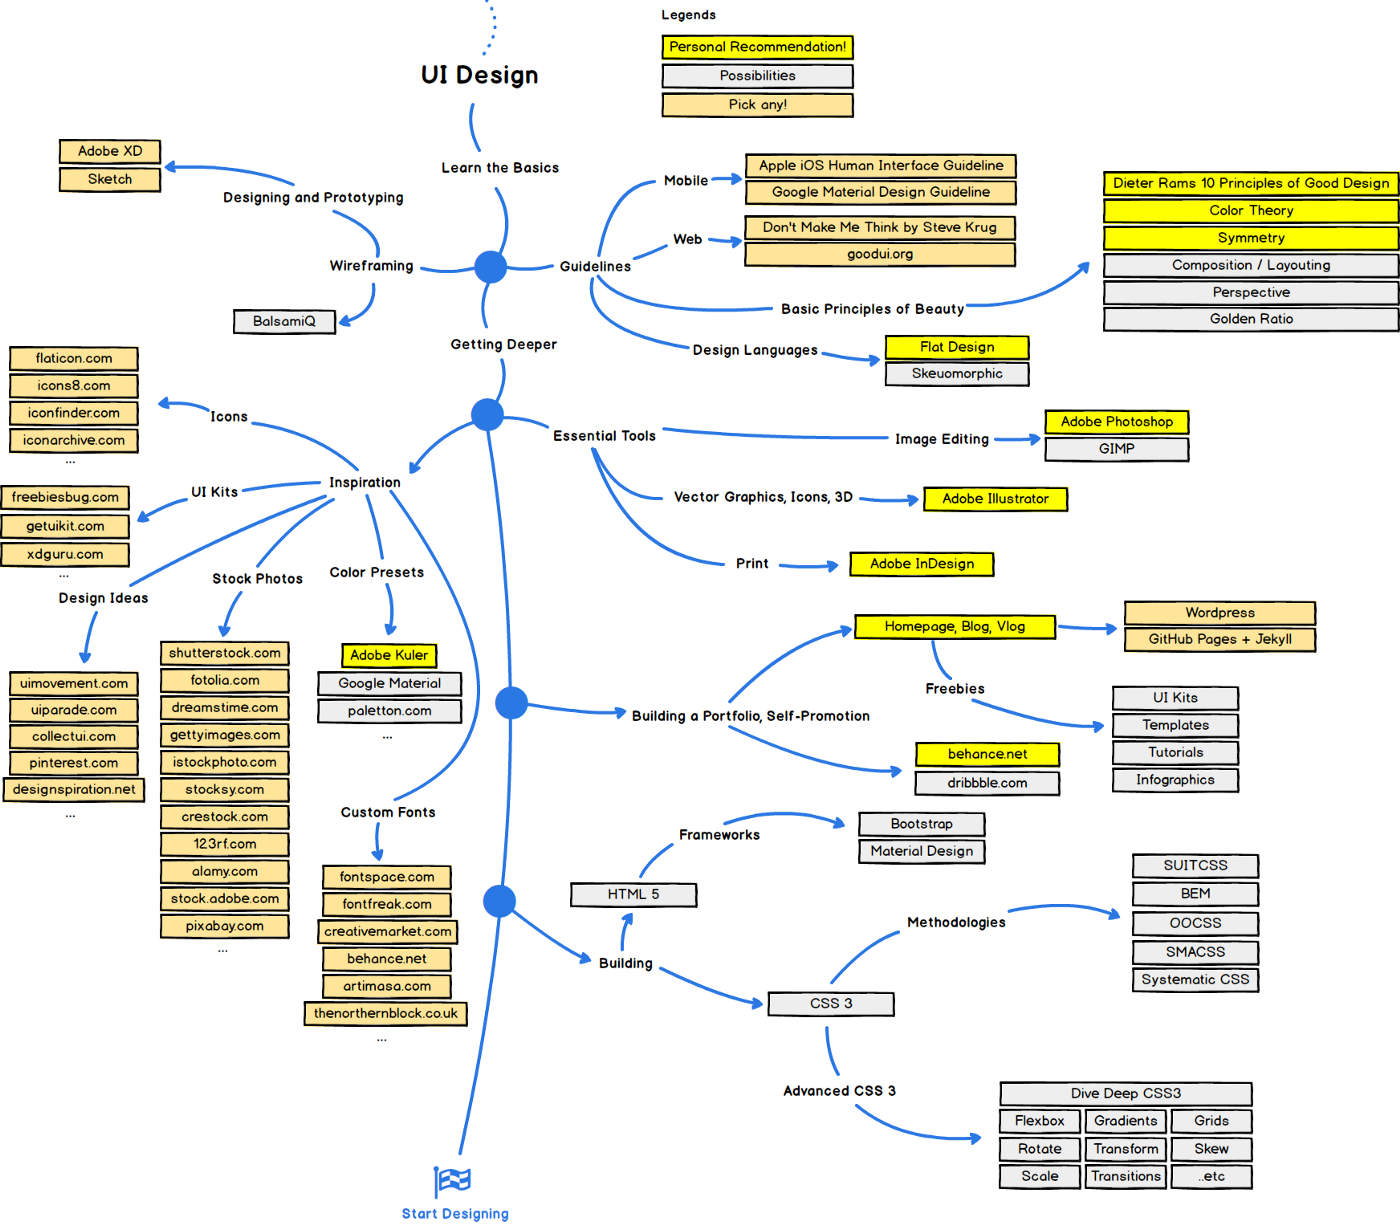 Legends
Personal Recommendation!
Possibilities
Pick any!
UI Design
Learn the Basics
Adobe XD
Sketch
Designing and Prototyping
Wireframing
BalsamiQ
Guidelines
Mobile
Apple iOS Human Interface Guideline
Google Material Design Guideline
Web
Don't Make Me Think by Steve Krug
goodui.org
Basic Principles of Beauty
Dieter Rams 10 Principles of Good Design
Color Theory
Symmetry
Composition / Layouting
Perspective
Golden Ratio
Design Languages
Flat Design
Skeuomorphic
Getting Deeper
Essential Tools
Image Editing
Adobe Photoshop
GIMP
Vector Graphics, Icons, 3D
Adobe Illustrator
Print
Adobe InDesign
Inspiration
Icons
flaticon.com
icons8.com
iconfinder.com
iconarchive.com
...
UI Kits
freebiesbug.com
getuikit.com
xdguru.com
...
Design Ideas
uimovement.com
uiparade.com
collectui.com
pinterest.com
designspiration.net
...
Stock Photos
shutterstock.com
fotolia.com
dreamstime.com
gettyimages.com
istockphoto.com
stocksy.com
crestock.com
123rf.com
alamy.com
stock.adobe.com
pixabay.com
...
Color Presets
Adobe Kuler
Google Material
paletton.com
...
Custom Fonts
fontspace.com
fontfreak.com
creativemarket.com
behance.net
artimasa.com
thenorthernblock.co.uk
...
Building a Portfolio, Self-Promotion
Homepage, Blog, Vlog
Wordpress
GitHub Pages + Jekyll
Freebies
UI Kits
Templates
Tutorials
Infographics
behance.net
dribbble.com
Building
HTML 5
Frameworks
Bootstrap
Material Design
CSS 3
Methodologies
SUITCSS
BEM
OOCSS
SMACSS
Systematic CSS
Advanced CSS 3
Dive Deep CSS3
Flexbox Gradients Grids
Rotate Transform Skew
Scale Transitions ..etc
Start Designing